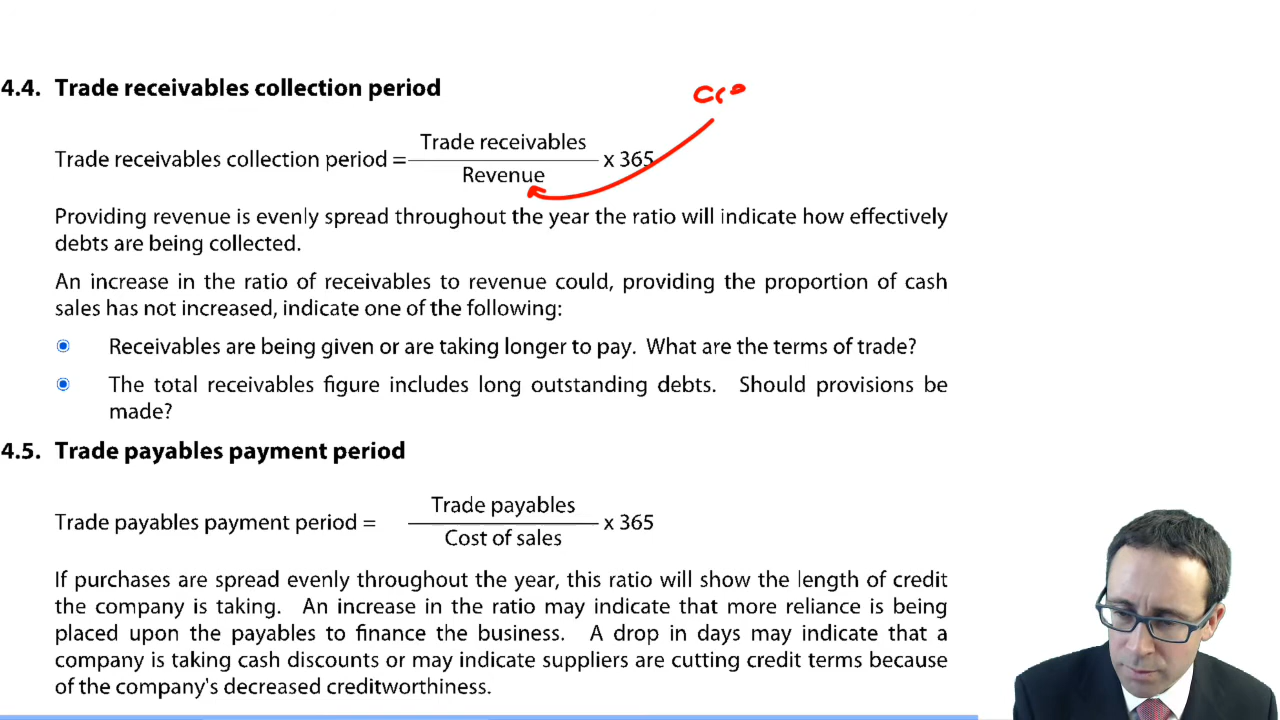 4.4. Trade receivables collection period
Trade receivables collection period = Trade receivables
Revenue
x 365
Providing revenue is evenly spread throughout the year the ratio will indicate how effectively
debts are being collected.
An increase in the ratio of receivables to revenue could, providing the proportion of cash
sales has not increased, indicate one of the following:
Receivables are being given or are taking longer to pay. What are the terms of trade?
The total receivables figure includes long outstanding debts. Should provisions be
made?
4.5. Trade payables payment period
Trade payables payment period = Trade payables
Cost of sales
x 365
If purchases are spread evenly throughout the year, this ratio will show the length of credit
the company is taking. An increase in the ratio may indicate that more reliance is being
placed upon the payables to finance the business. A drop in days may indicate that a
company is taking cash discounts or may indicate suppliers are cutting credit terms because
of the company's decreased creditworthiness.